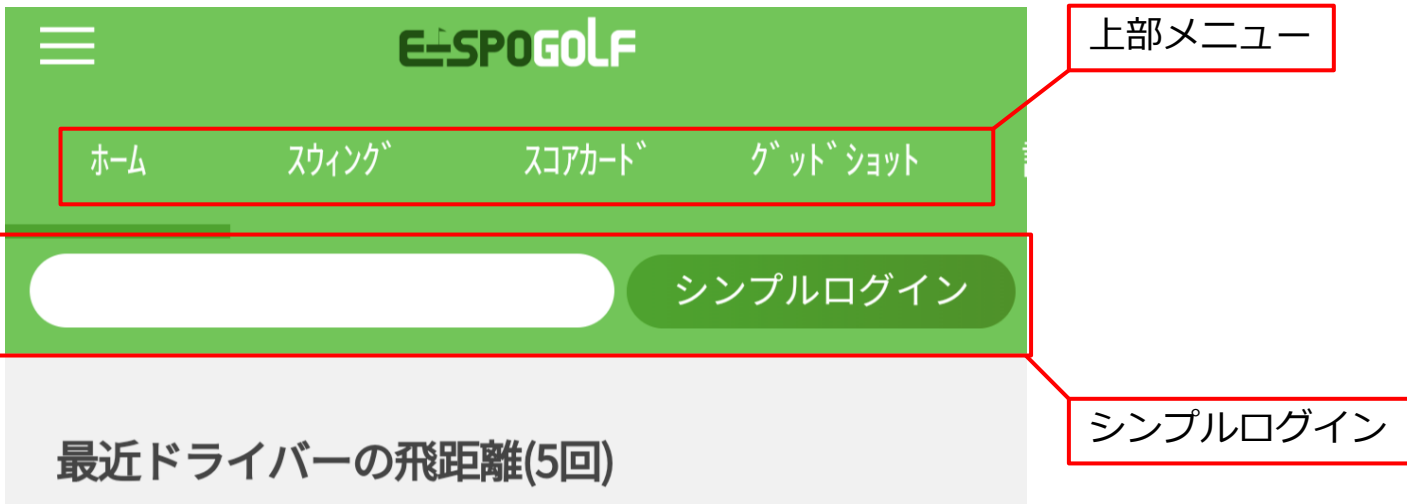 E-SPOGOLF
上部メニュー
ホーム スウィング スコアカード グッドショット
シンプルログイン
シンプルログイン
最近ドライバーの飛距離(5回)